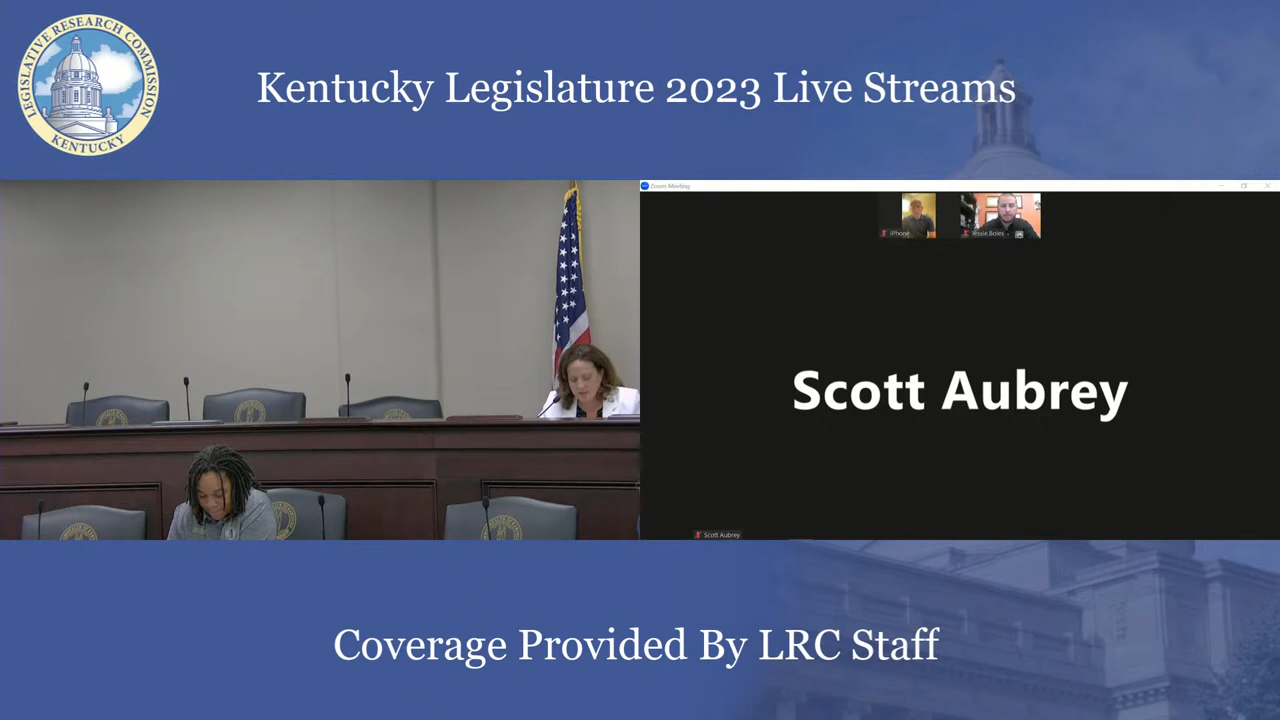 LEGISLATIVE RESEARCH COMMISSION
KENTUCKY
Kentucky Legislature 2023 Live Streams
Zoom Meeting
iPhone
Jessie.Boles
Scott Aubrey
Scott Aubrey
Coverage Provided By LRC Staff